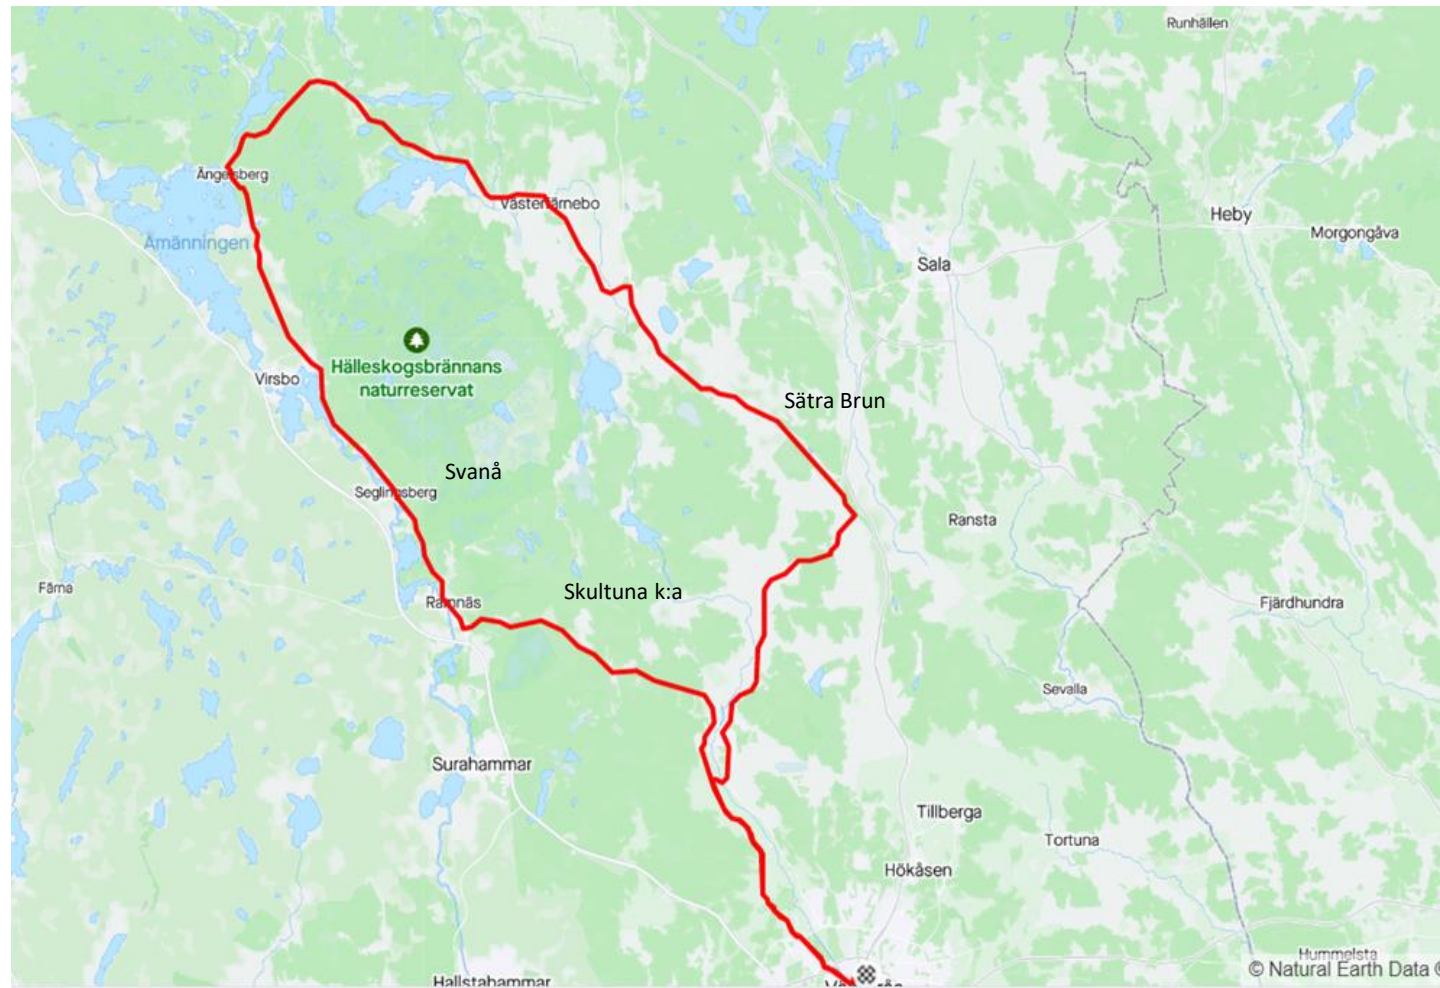 Runhällen
Ängelsberg
Västerfärnebo
Heby
Morgongåva
Åmänningen
Sala
Hälleskogsbrännans
naturreservat
Virsbo
Sätra Brun
Svanå
Seglingsberg
Ransta
Färna
Skultuna k:a
Ramnäs
Fjärdhundra
Sevalla
Surahammar
Tillberga
Tortuna
Hökåsen
Hummelsta
© Natural Earth Data ©
Hallstahammar